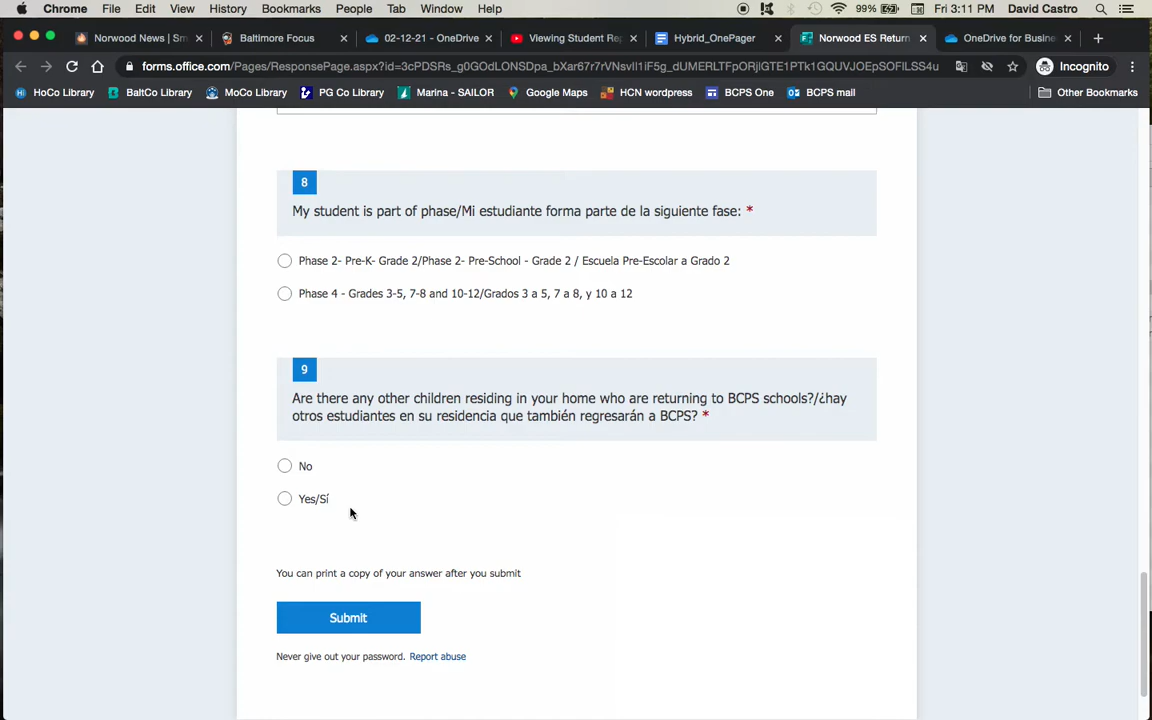 Chrome File Edit View History Bookmarks People Tab Window Help 99% Fri 3:11 PM David Castro
Norwood News | Sm Baltimore Focus 02-12-21 - OneDrive Viewing Student Rep Hybrid_OnePager Norwood ES Return OneDrive for Busine
forms.office.com/Pages/ResponsePage.aspx?id=3cPDSRs_g0GOdLONSDpa_bXar67r7rVNsvIl1iF5g_dUMERLTFpORjlGTE1PTk1GQUVJOEpSOFILSS4u Incognito
HoCo Library BaltCo Library MoCo Library PG Co Library Marina - SAILOR Google Maps HCN wordpress BCPS One BCPS mail Other Bookmarks
8
My student is part of phase/Mi estudiante forma parte de la siguiente fase: *
Phase 2- Pre-K- Grade 2/Phase 2- Pre-School - Grade 2 / Escuela Pre-Escolar a Grado 2
Phase 4 - Grades 3-5, 7-8 and 10-12/Grados 3 a 5, 7 a 8, y 10 a 12
9
Are there any other children residing in your home who are returning to BCPS schools?/¿hay
otros estudiantes en su residencia que también regresarán a BCPS? *
No
Yes/Sí
You can print a copy of your answer after you submit
Submit
Never give out your password. Report abuse